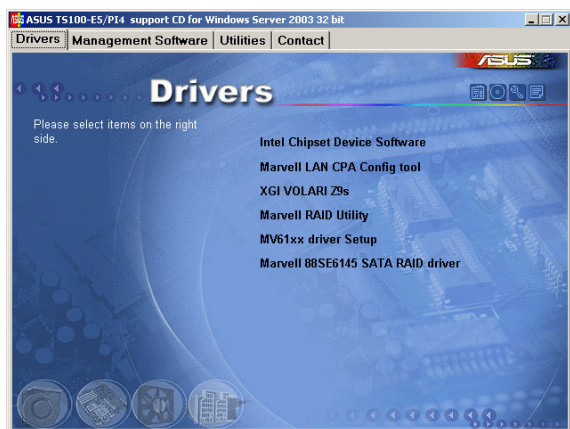 ASUS TS100-E5/PI4 support CD for Windows Server 2003 32 bit
Drivers Management Software Utilities Contact
ASUS
Drivers
Please select items on the right
side.
Intel Chipset Device Software
Marvell LAN CPA Config tool
XGI VOLARI Z9s
Marvell RAID Utility
MV61xx driver Setup
Marvell 88SE6145 SATA RAID driver